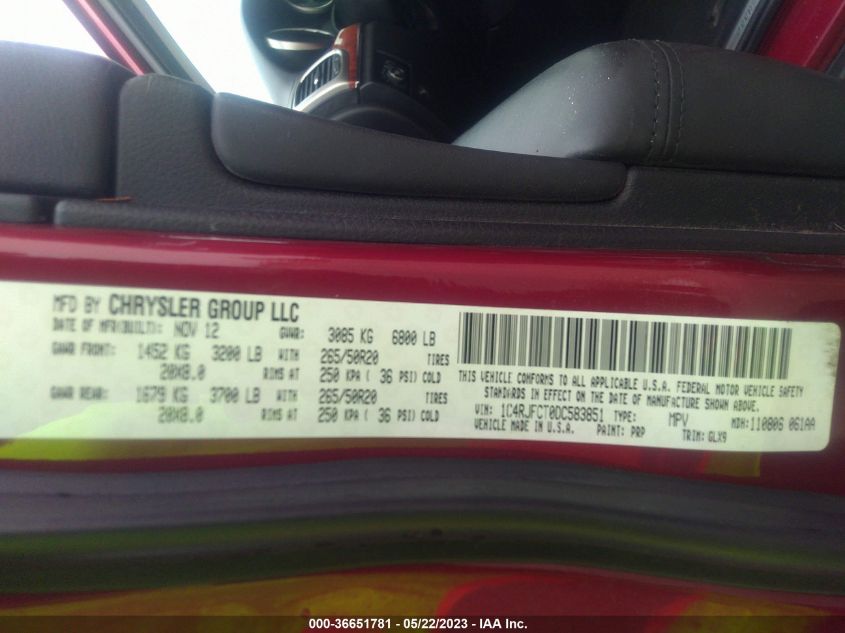 MFD BY CHRYSLER GROUP LLC
DATE OF MFR(BUILT): NOV 12 GVWR: 3085 KG 6800 LB
GAWR FRONT: 1452 KG 3200 LB WITH 265/50R20 TIRES
20X8.0 RIMS AT 250 KPA ( 36 PSI) COLD
GAWR REAR: 1679 KG 3700 LB WITH 265/50R20 TIRES
20X8.0 RIMS AT 250 KPA ( 36 PSI) COLD
THIS VEHICLE CONFORMS TO ALL APPLICABLE U.S.A. FEDERAL MOTOR VEHICLE SAFETY
STANDARDS IN EFFECT ON THE DATE OF MANUFACTURE SHOWN ABOVE.
VIN: 1C4RJFCT0DC583851 TYPE: MPV MDH:110806 061AA
VEHICLE MADE IN U.S.A. PAINT: PRP TRIM: GLX9
000-36651781 - 05/22/2023 - IAA Inc.